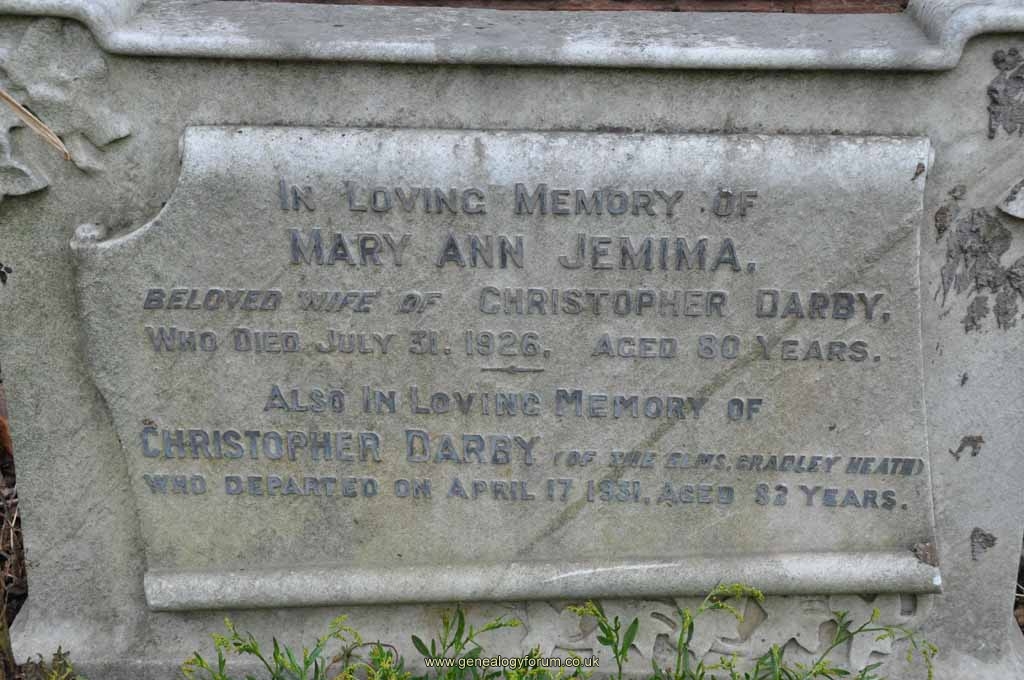 IN LOVING MEMORY OF
MARY ANN JEMIMA,
BELOVED WIFE OF CHRISTOPHER DARBY,
WHO DIED JULY 31. 1926. AGED 80 YEARS.
ALSO IN LOVING MEMORY OF
CHRISTOPHER DARBY (OF THE ELMS, CRADLEY HEATH)
WHO DEPARTED ON APRIL 17 1931. AGED 82 YEARS.
www.genealogyforum.co.uk